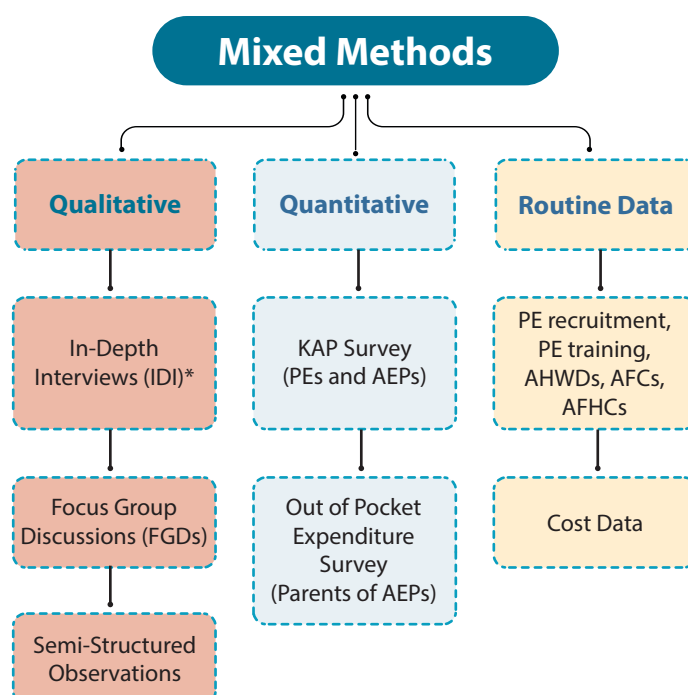 Mixed Methods
Qualitative
In-Depth
Interviews (IDI)*
Focus Group
Discussions (FGDs)
Semi-Structured
Observations
Quantitative
KAP Survey
(PEs and AEPs)
Out of Pocket
Expenditure
Survey
(Parents of AEPs)
Routine Data
PE recruitment,
PE training,
AHWDs, AFCs,
AFHCs
Cost Data